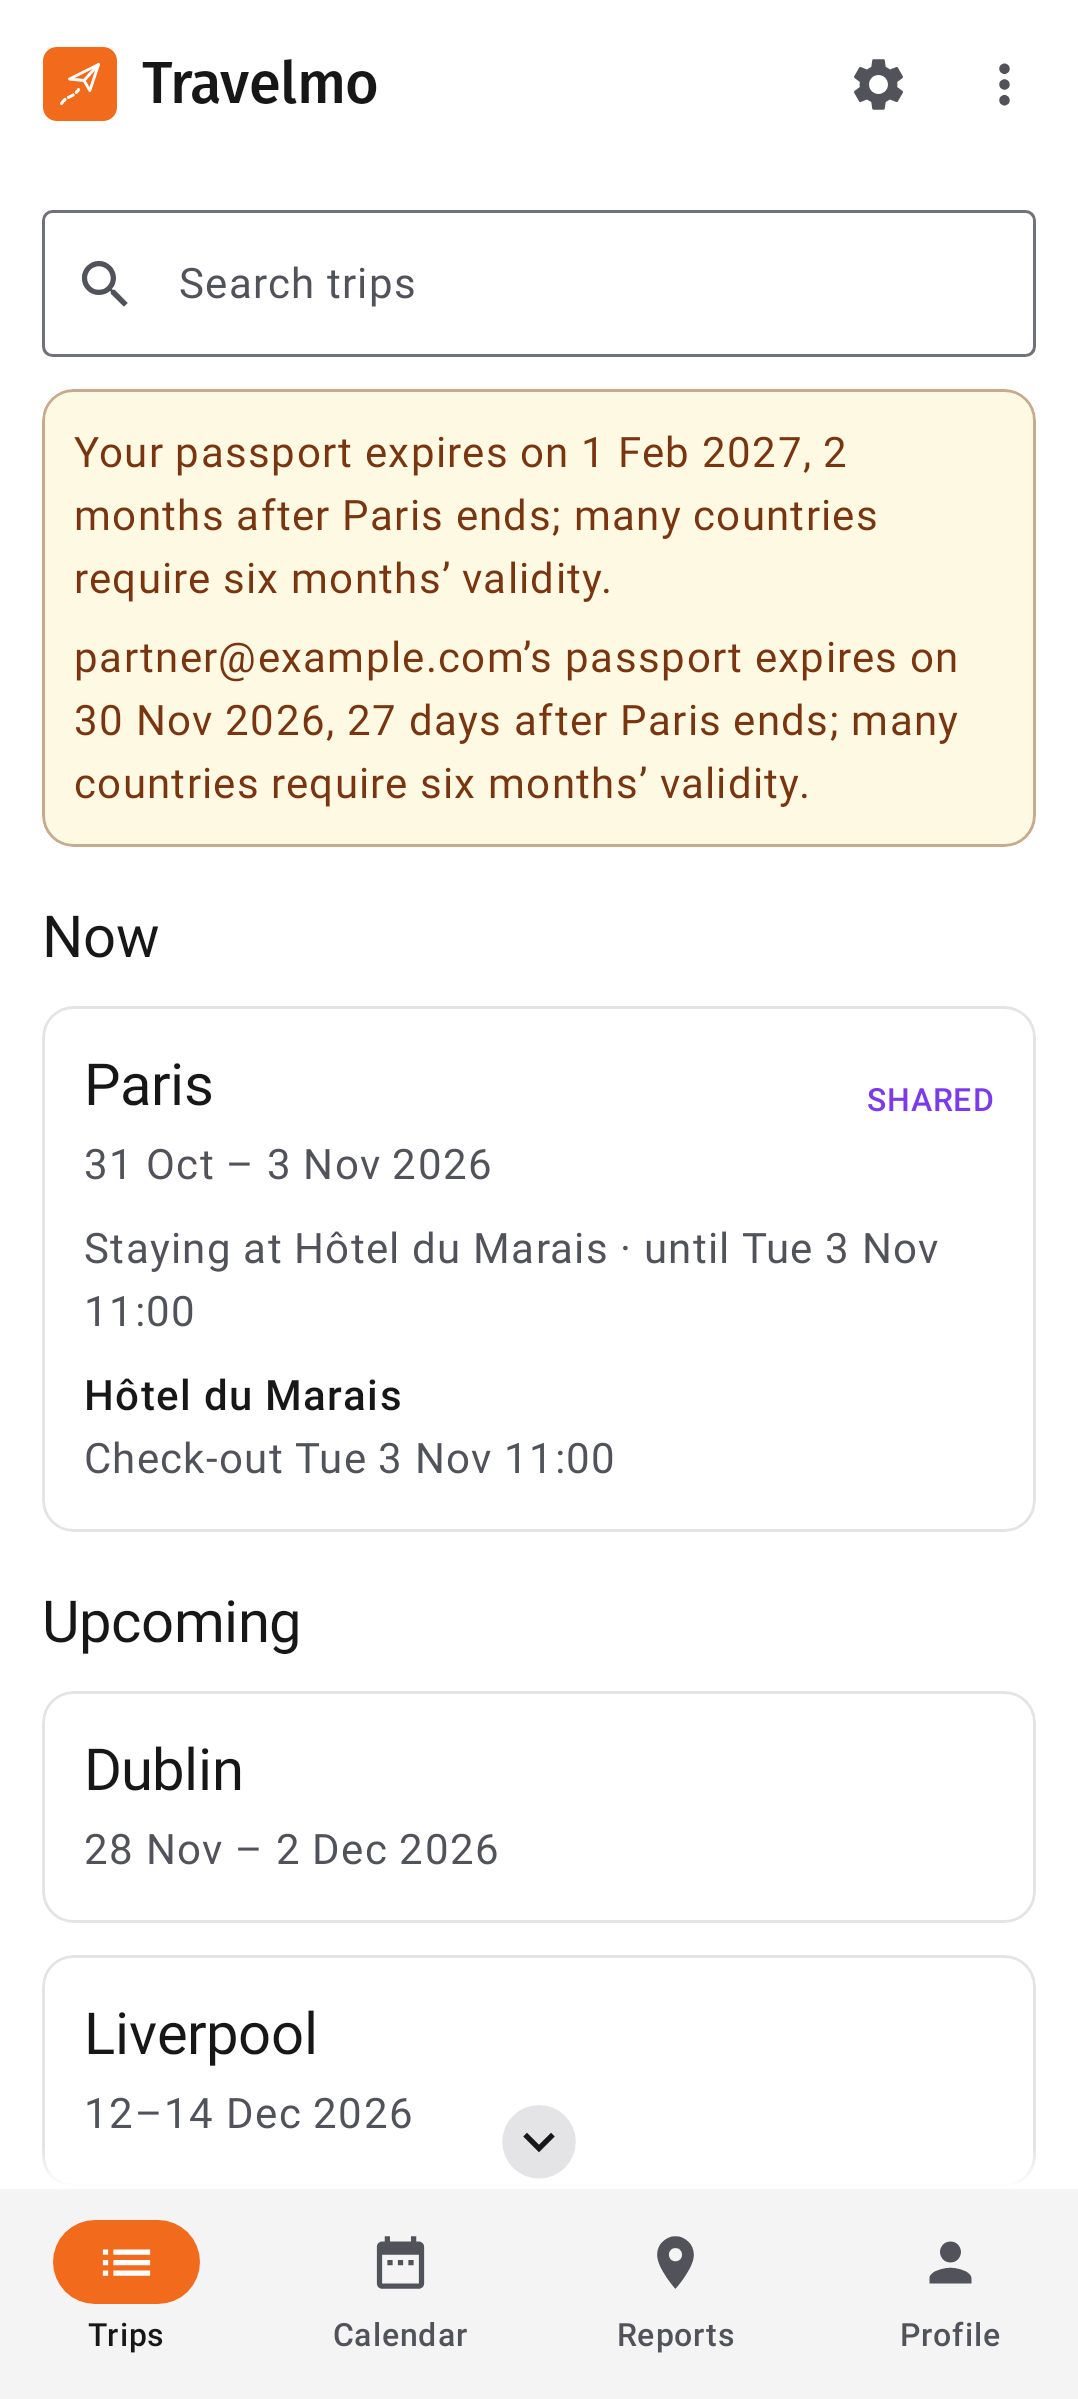 Travelmo
Search trips
Your passport expires on 1 Feb 2027, 2
months after Paris ends; many countries
require six months’ validity.
partner@example.com’s passport expires on
30 Nov 2026, 27 days after Paris ends; many
countries require six months’ validity.
Now
Paris
SHARED
31 Oct – 3 Nov 2026
Staying at Hôtel du Marais · until Tue 3 Nov
11:00
Hôtel du Marais
Check-out Tue 3 Nov 11:00
Upcoming
Dublin
28 Nov – 2 Dec 2026
Liverpool
12–14 Dec 2026
Trips
Calendar
Reports
Profile